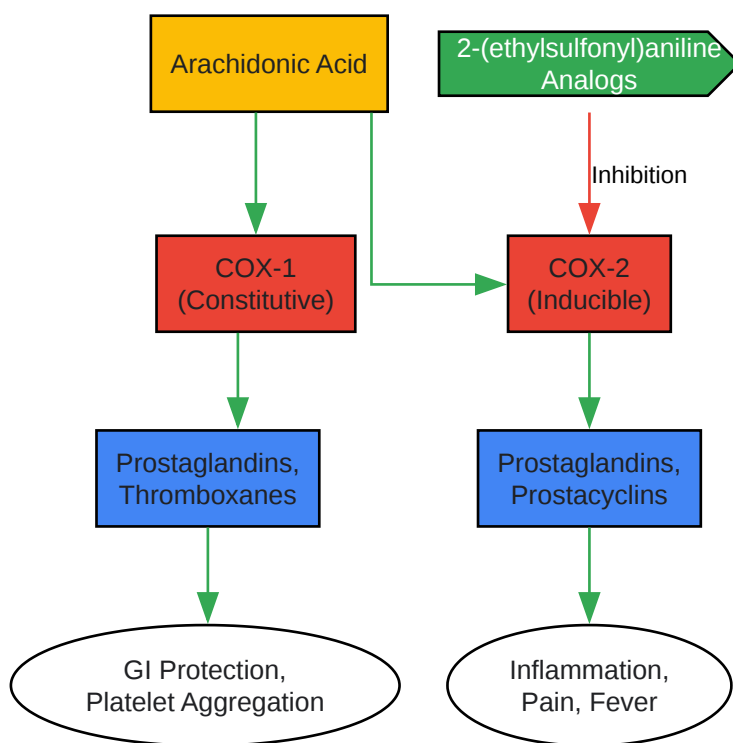 Arachidonic Acid
2-(ethylsulfonyl)aniline
Analogs
Inhibition
COX-1
(Constitutive)
COX-2
(Inducible)
Prostaglandins,
Thromboxanes
Prostaglandins,
Prostacyclins
GI Protection,
Platelet Aggregation
Inflammation,
Pain, Fever